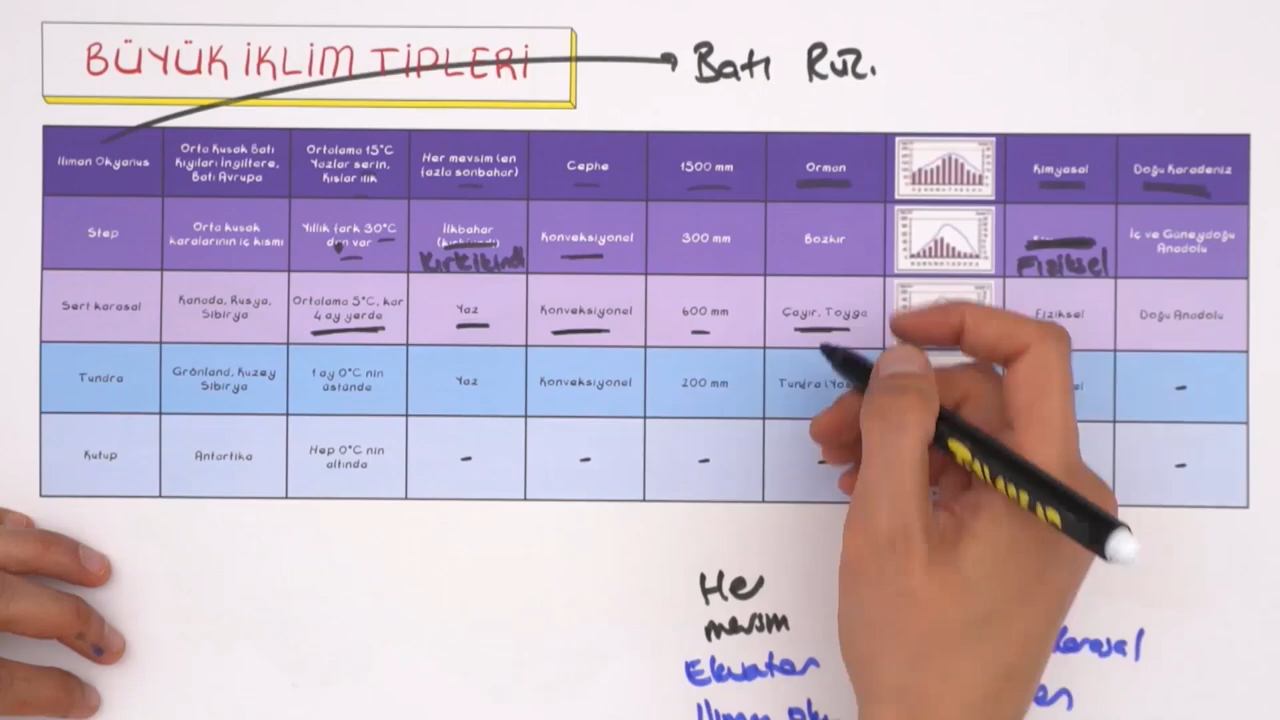 BÜYÜK İKLİM TİPLERİ
Batı Rüz.
Ilıman Okyanus
Orta Kuşak Batı
Kıyıları İngiltere,
Batı Avrupa
Ortalama 15°C
Yazlar serin,
Kışlar ılık
Her mevsim (en
fazla sonbahar)
Cephe
1500 mm
Orman
Kimyasal
Doğu Karadeniz
Step
Orta kuşak
karalarının iç kısmı
Yıllık fark 30°C
den var
İlkbahar
Kırkikindi
Konveksiyonel
300 mm
Bozkır
Fiziksel
İç ve Güneydoğu
Anadolu
Sert karasal
Kanada, Rusya,
Sibirya
Ortalama 5°C, kar
4 ay yerde
Yaz
Konveksiyonel
600 mm
Çayır, Tayga
Fiziksel
Doğu Anadolu
Tundra
Grönland, Kuzey
Sibirya
1 ay 0°C nin
üstünde
Yaz
Konveksiyonel
200 mm
Tundra
-
Kutup
Antartika
Hep 0°C nin
altında
-
-
-
-
-
He
mevsim
Ekvator
Ilıman